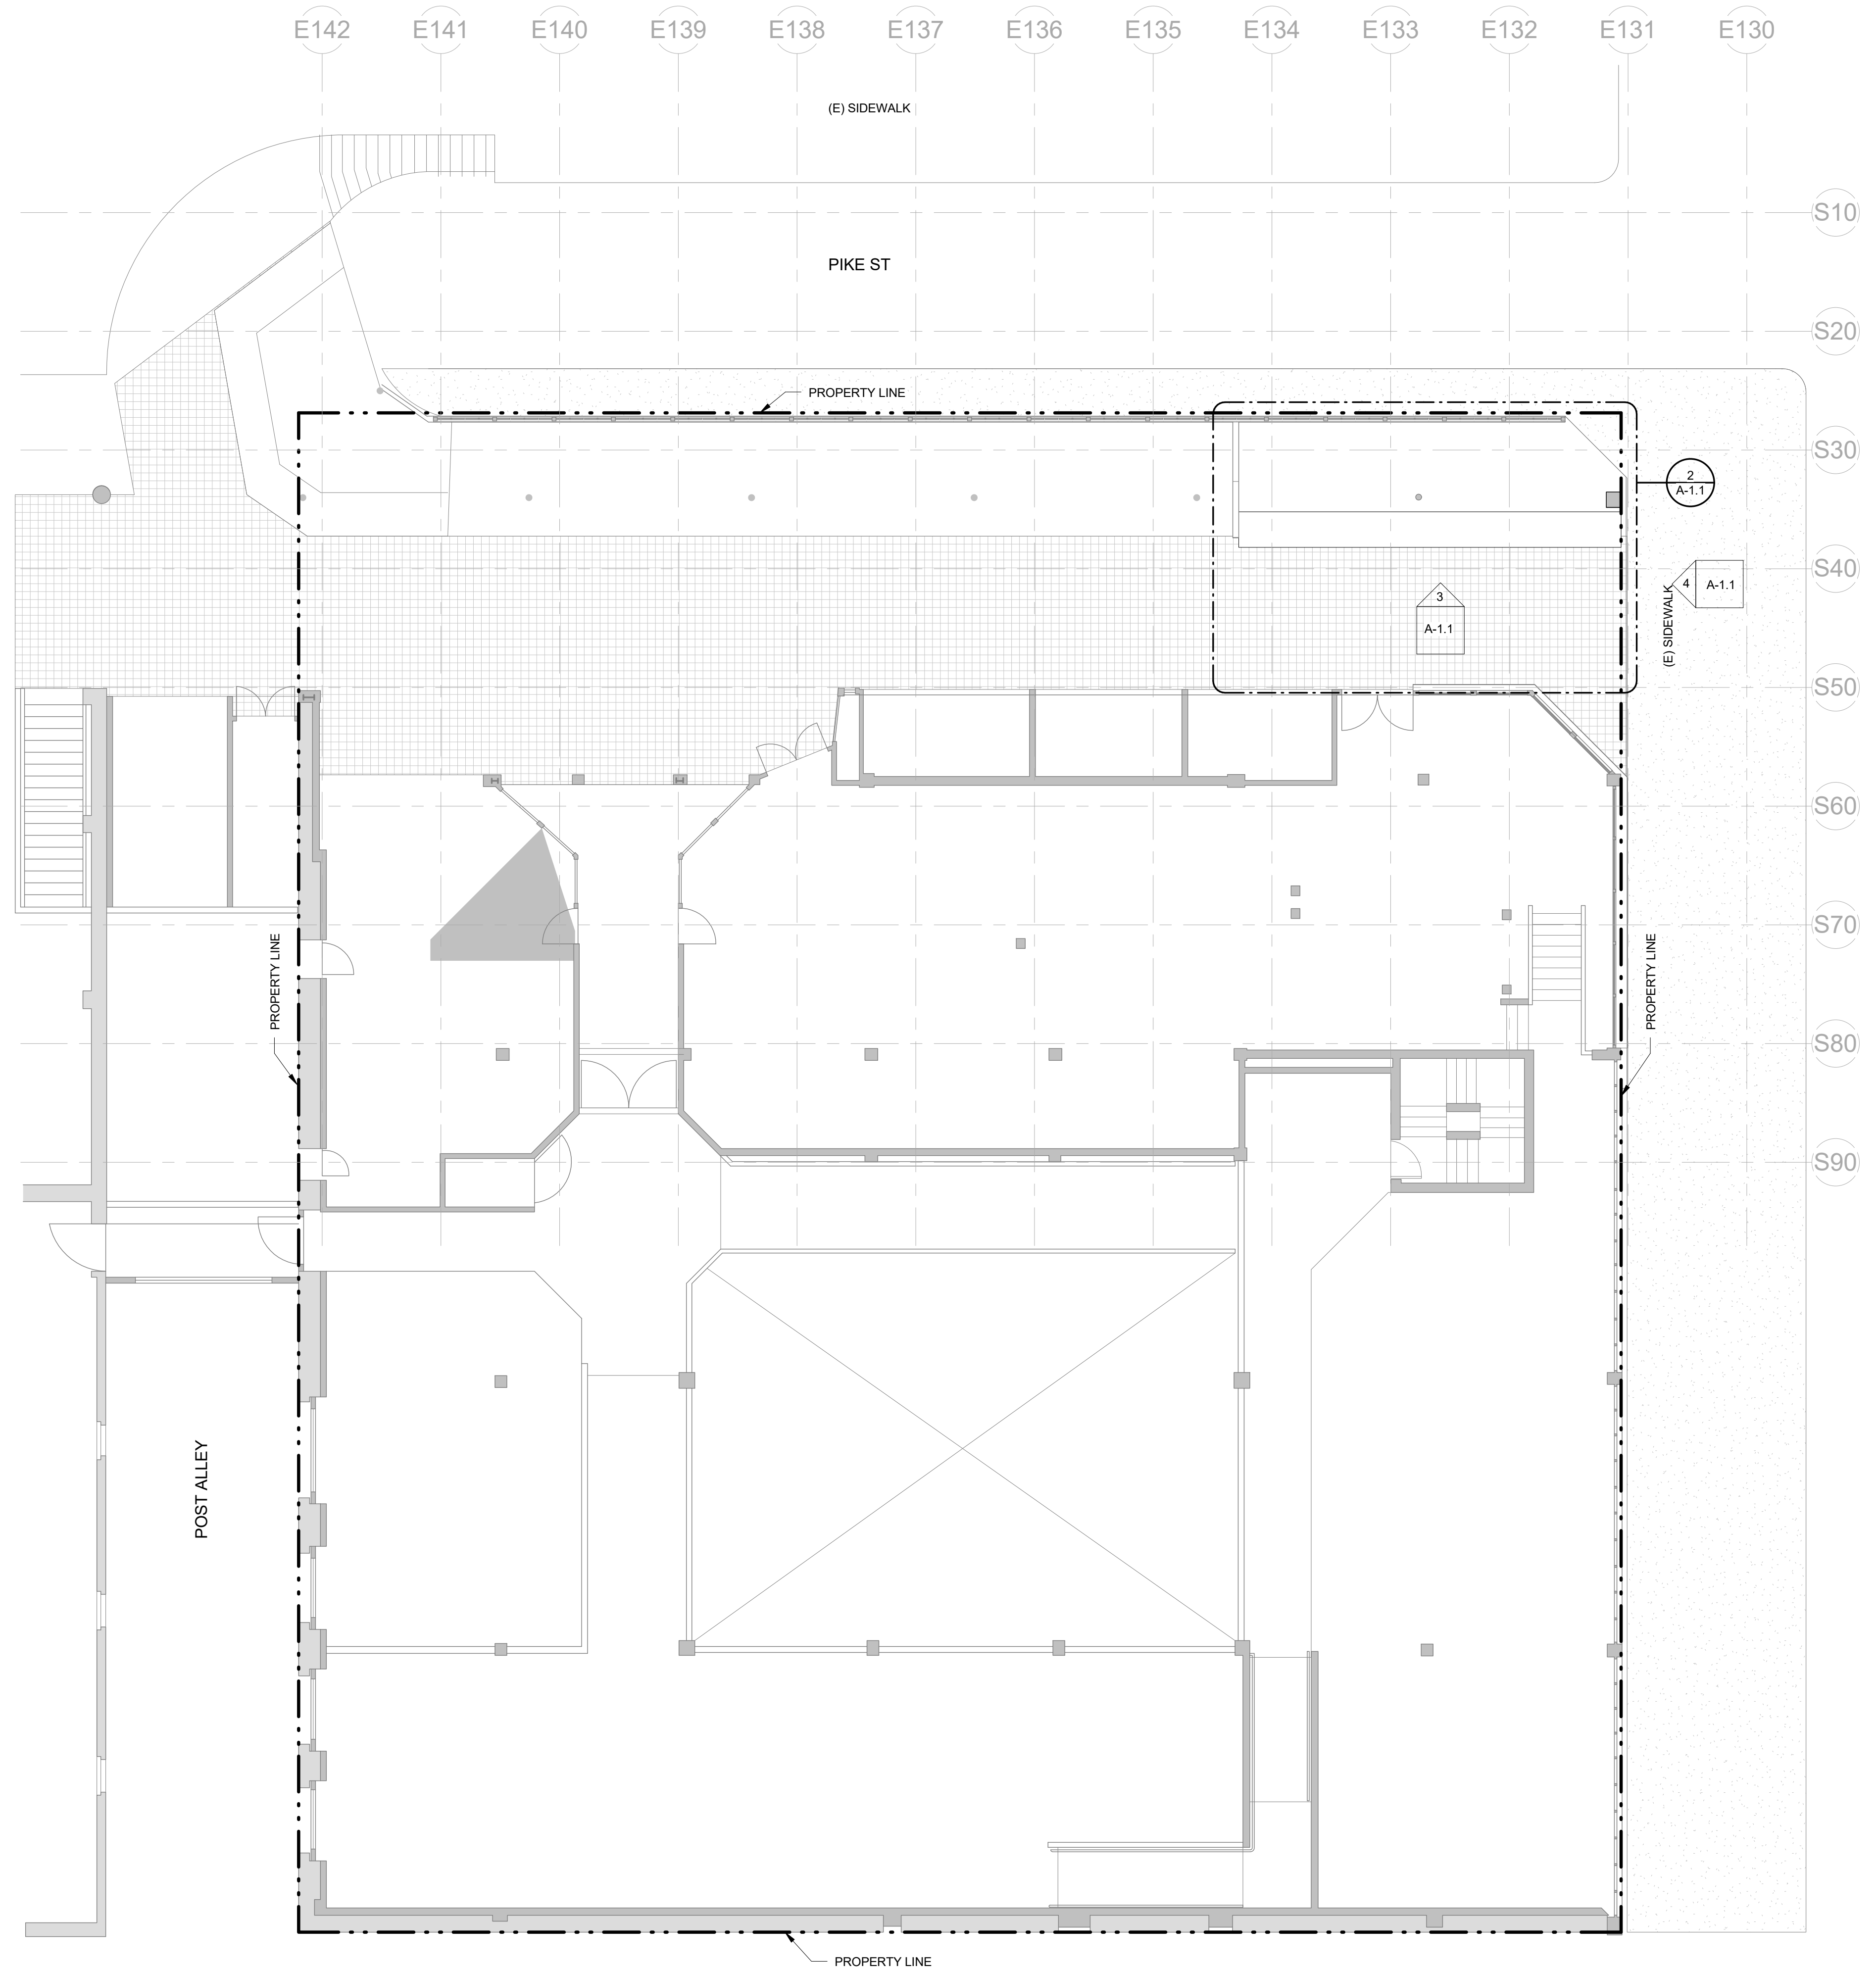 E142
E141
E140
E139
E138
E137
E136
E135
E134
E133
E132
E131
E130
(E) SIDEWALK
S10
PIKE ST
S20
PROPERTY LINE
S30
2
A-1.1
S40
3
A-1.1
4
A-1.1
(E) SIDEWALK
S50
S60
S70
PROPERTY LINE
PROPERTY LINE
S80
S90
POST ALLEY
PROPERTY LINE